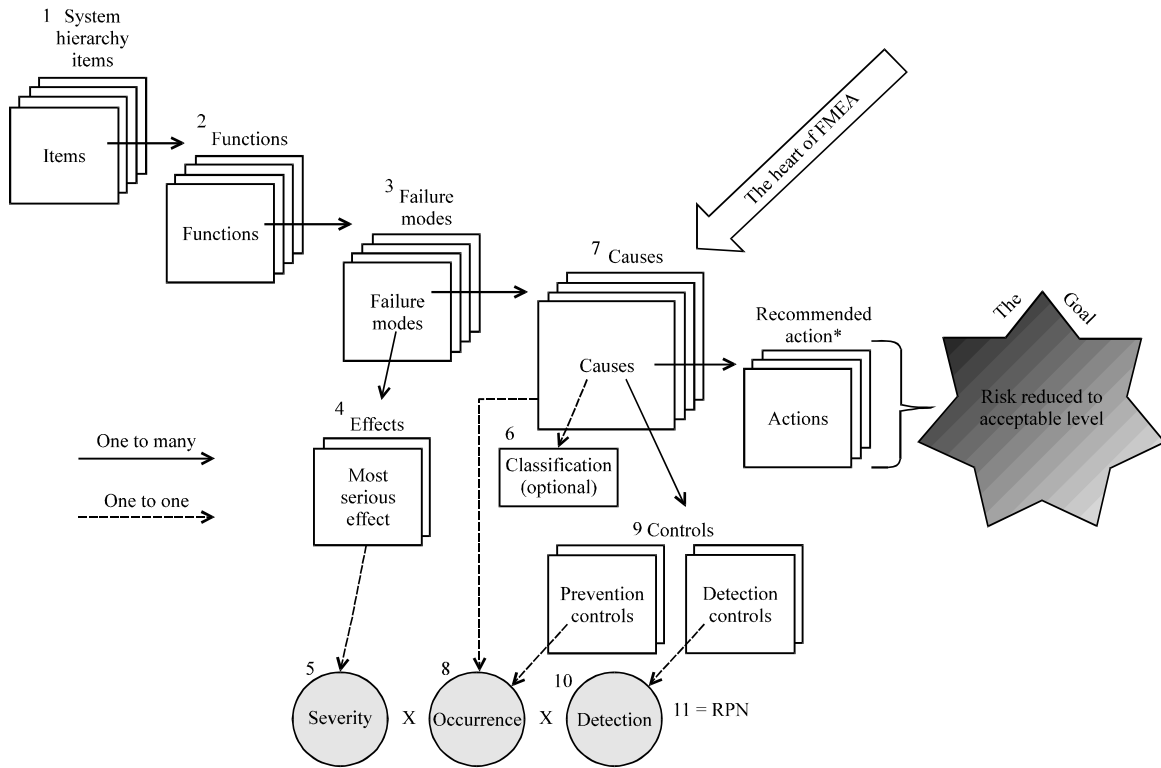 1 System
hierarchy
items
Items
2 Functions
Functions
3 Failure
modes
Failure
modes
The heart of FMEA
7 Causes
Causes
Recommended
action*
Actions
The Goal
Risk reduced to
acceptable level
4 Effects
Most
serious
effect
One to many
One to one
6
Classification
(optional)
9 Controls
Prevention
controls
Detection
controls
5
Severity
X
8
Occurrence
X
10
Detection
11 = RPN